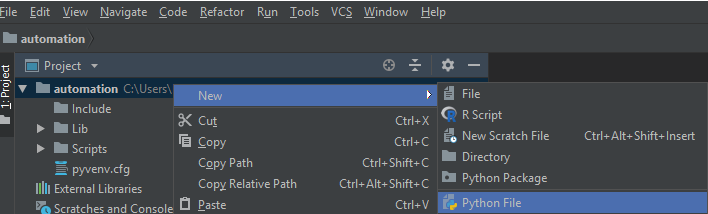 File Edit View Navigate Code Refactor Run Tools VCS Window Help
automation
1: Project
Project
automation C:\Users\
Include
Lib
Scripts
pyvenv.cfg
External Libraries
Scratches and Console
New
Cut Ctrl+X
Copy Ctrl+C
Copy Path Ctrl+Shift+C
Copy Relative Path Ctrl+Alt+Shift+C
Paste Ctrl+V
File
R Script
New Scratch File Ctrl+Alt+Shift+Insert
Directory
Python Package
Python File